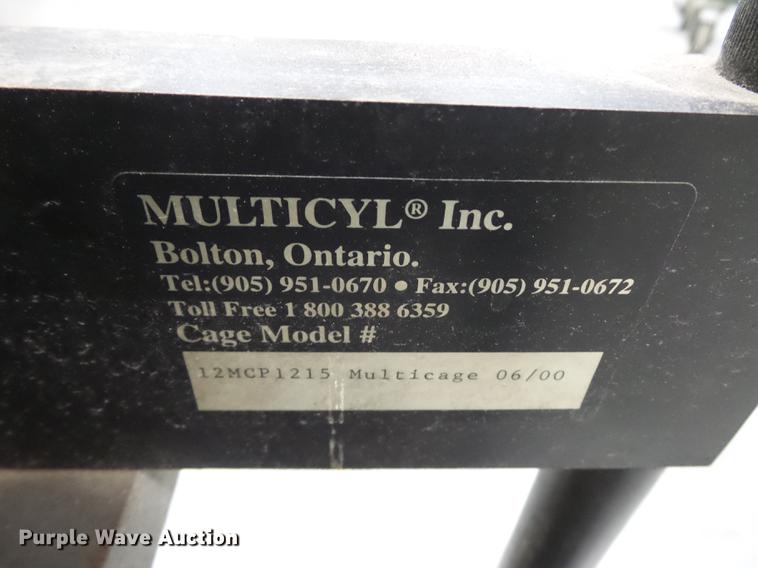 MULTICYL® Inc.
Bolton, Ontario.
Tel:(905) 951-0670 • Fax:(905) 951-0672
Toll Free 1 800 388 6359
Cage Model #
12MCP1215 Multicage 06/00
Purple Wave Auction